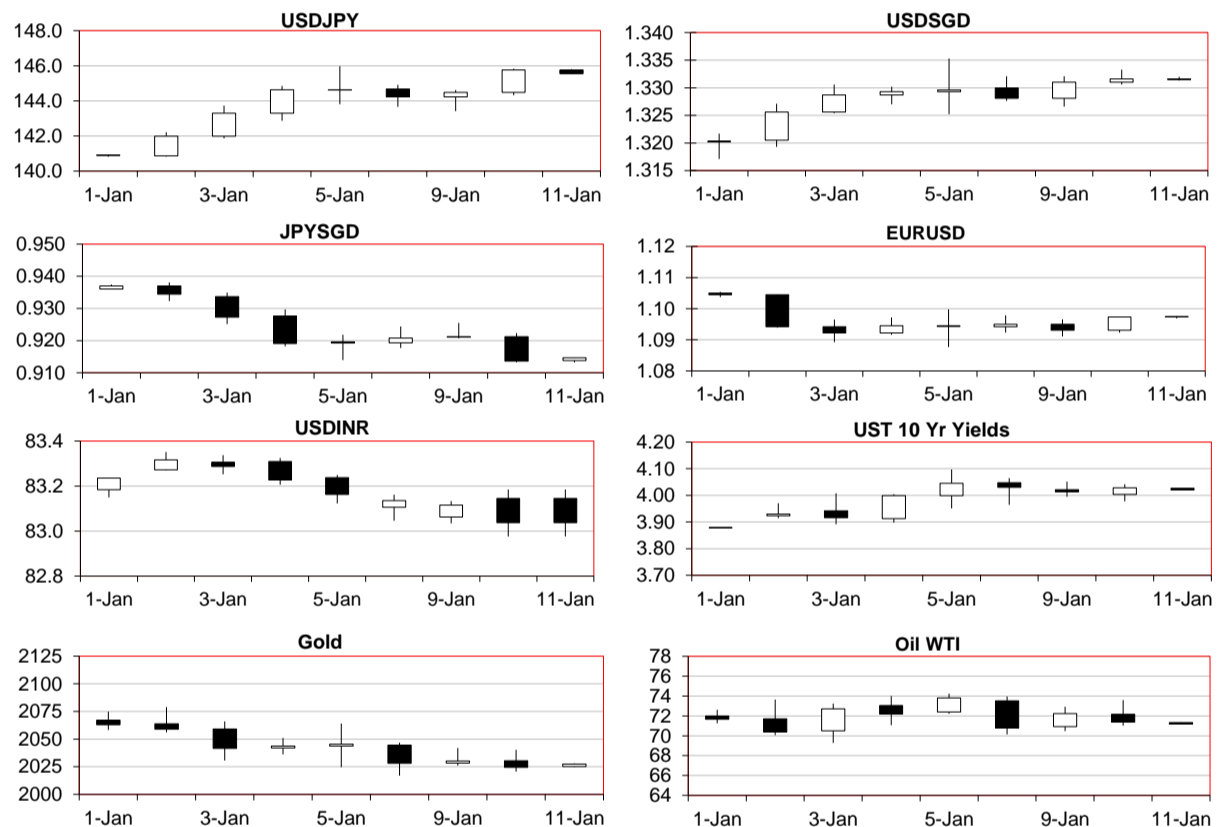 USDJPY
148.0
146.0
144.0
142.0
140.0
1-Jan 3-Jan 5-Jan 9-Jan 11-Jan
USDSGD
1.340
1.335
1.330
1.325
1.320
1.315
1-Jan 3-Jan 5-Jan 9-Jan 11-Jan
JPYSGD
0.950
0.940
0.930
0.920
0.910
1-Jan 3-Jan 5-Jan 9-Jan 11-Jan
EURUSD
1.12
1.11
1.10
1.09
1.08
1-Jan 3-Jan 5-Jan 9-Jan 11-Jan
USDINR
83.4
83.2
83.0
82.8
1-Jan 3-Jan 5-Jan 9-Jan 11-Jan
UST 10 Yr Yields
4.20
4.10
4.00
3.90
3.80
3.70
1-Jan 3-Jan 5-Jan 9-Jan 11-Jan
Gold
2125
2100
2075
2050
2025
2000
1-Jan 3-Jan 5-Jan 9-Jan 11-Jan
Oil WTI
78
76
74
72
70
68
66
64
1-Jan 3-Jan 5-Jan 9-Jan 11-Jan